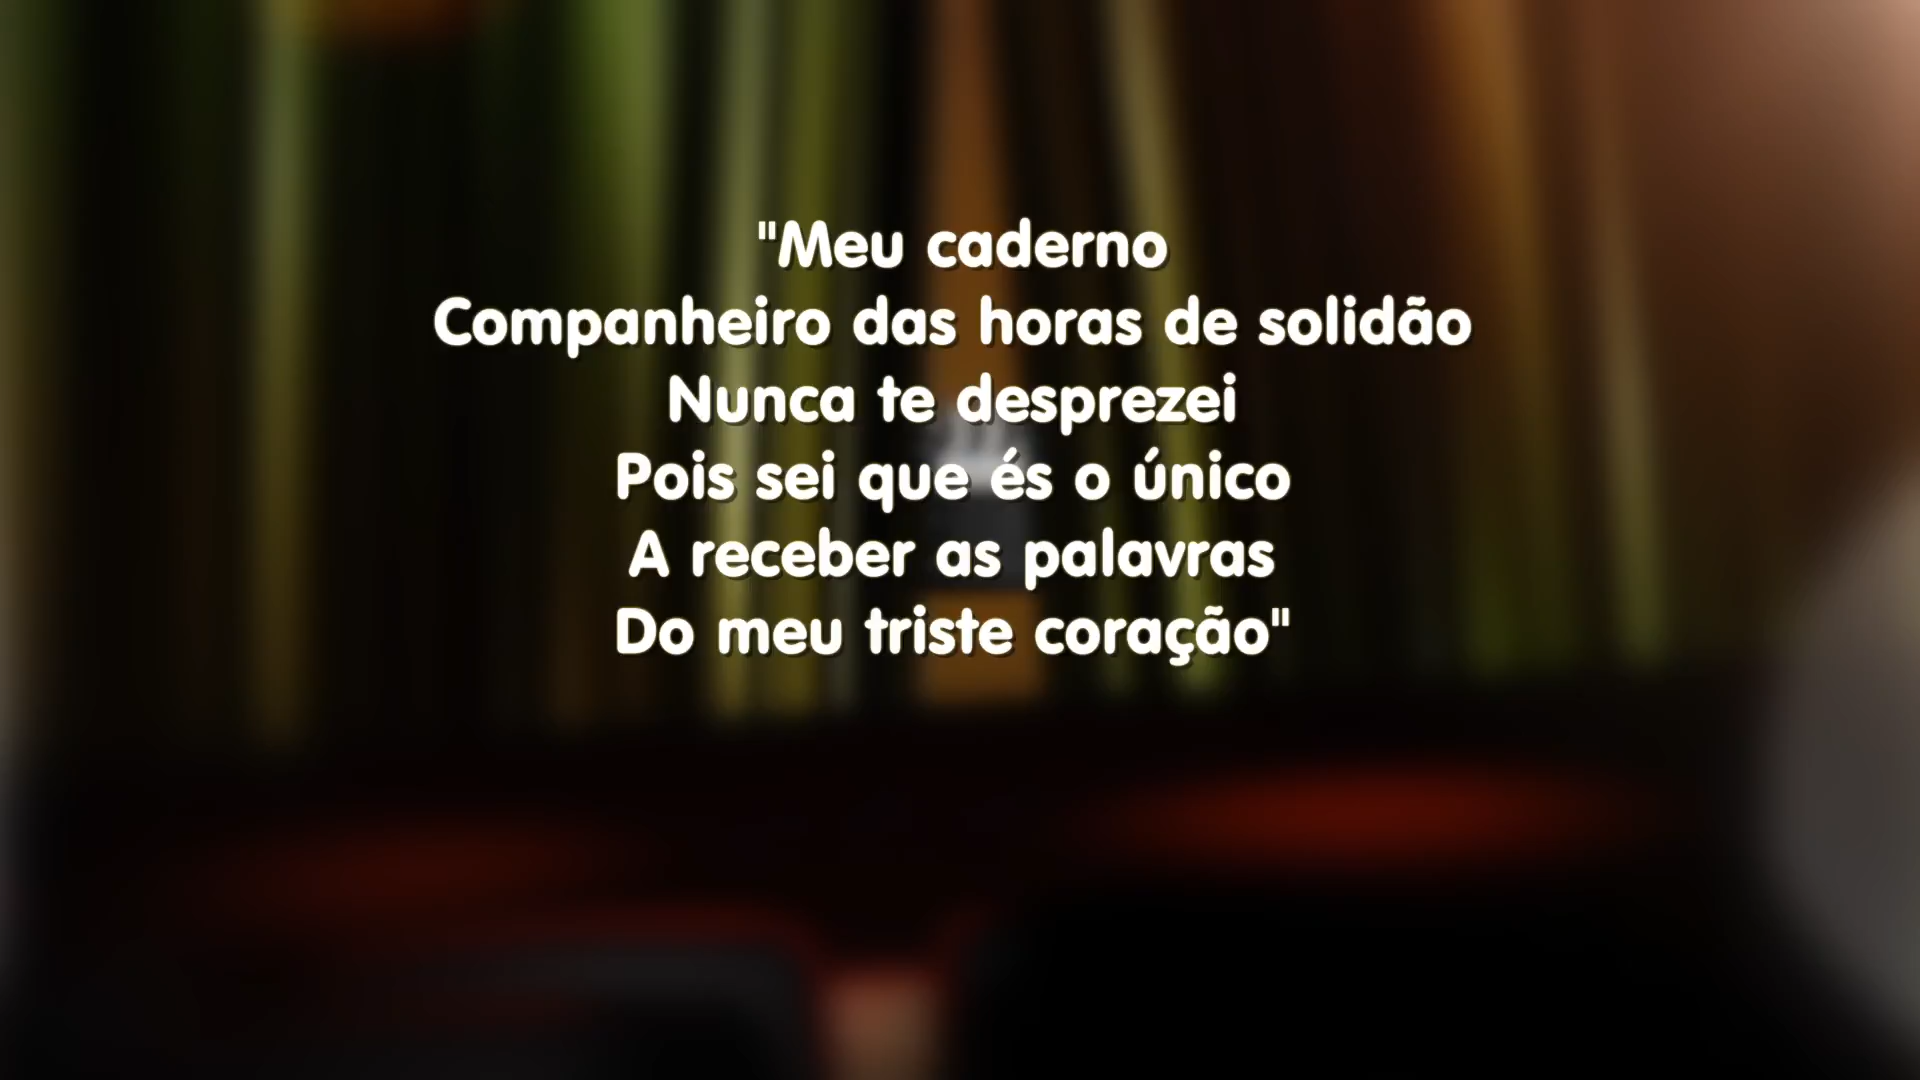 "Meu caderno
Companheiro das horas de solidão
Nunca te desprezei
Pois sei que és o único
A receber as palavras
Do meu triste coração"